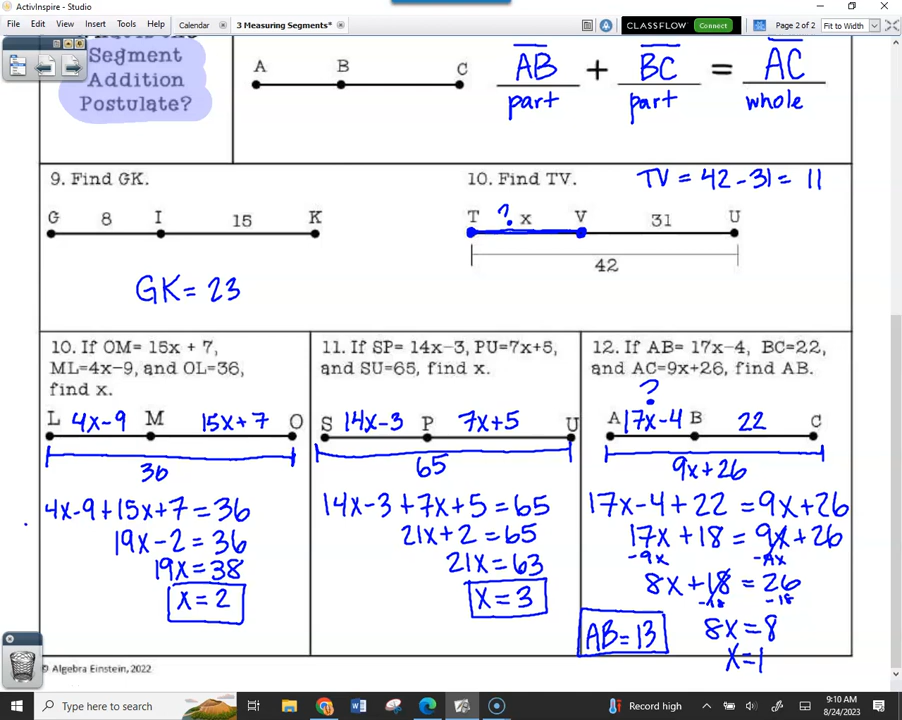 ActivInspire - Studio
File Edit View Insert Tools Help Calendar 3 Measuring Segments* CLASSFLOW Connect Page 2 of 2 Fit to Width
Segment
Addition
Postulate?
A B C
AB + BC = AC
part part whole
9. Find GK.
G 8 I 15 K
GK = 23
10. Find TV.
TV = 42 - 31 = 11
T ? x V 31 U
42
10. If OM= 15x + 7,
ML=4x-9, and OL=36,
find x.
L 4x-9 M 15x+7 O
36
4x-9+15x+7 = 36
19x-2 = 36
19x = 38
x = 2
11. If SP= 14x-3, PU=7x+5,
and SU=65, find x.
S 14x-3 P 7x+5 U
65
14x-3+7x+5 = 65
21x+2 = 65
21x = 63
x = 3
12. If AB= 17x-4, BC=22,
and AC=9x+26, find AB.
?
A 17x-4 B 22 C
9x+26
17x-4+22 = 9x+26
17x+18 = 9x+26
-9x -9x
8x+18 = 26
-18 -18
8x = 8
x = 1
AB = 13
© Algebra Einstein, 2022
Type here to search
Record high
9:10 AM
8/24/2023